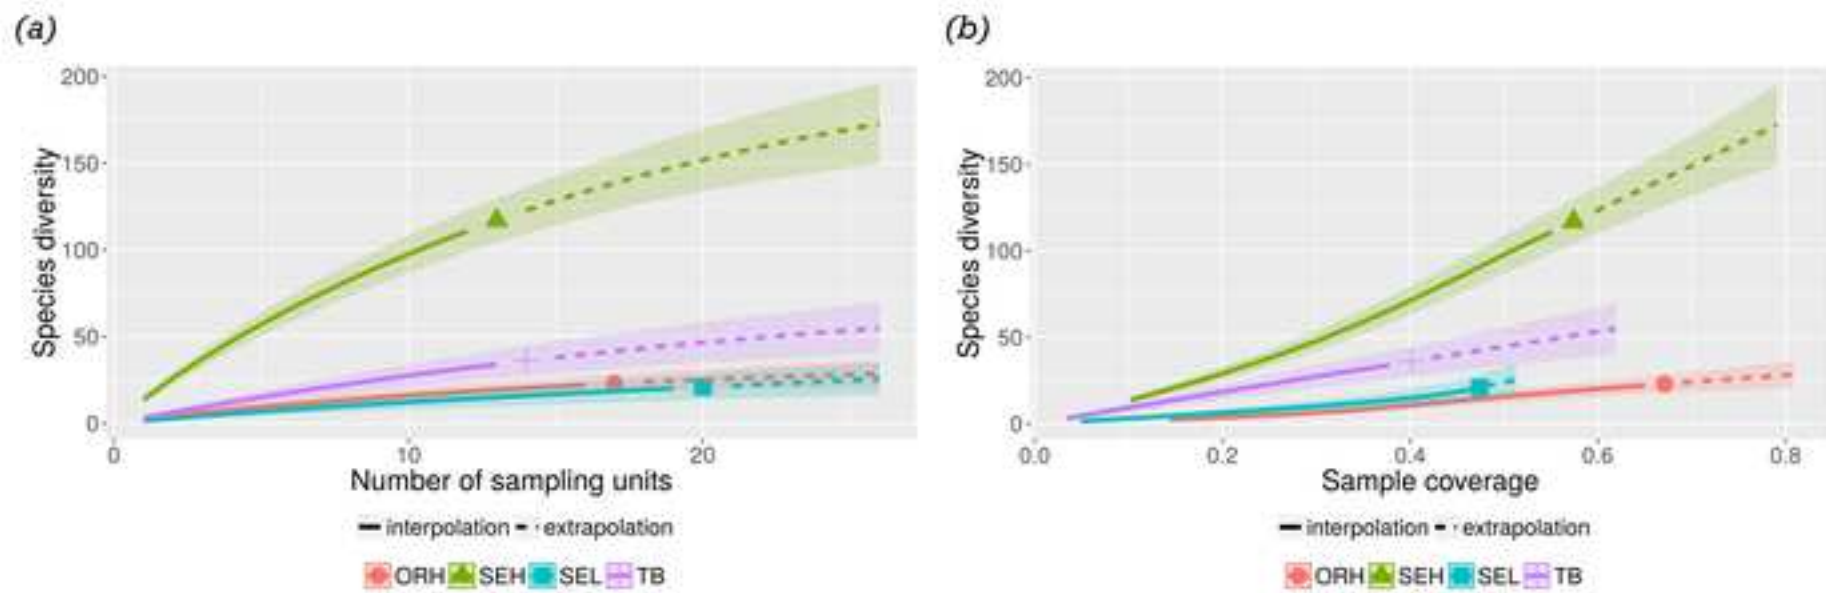 (a)
(b)
200
150
100
50
0
Species diversity
0 10 20
Number of sampling units
interpolation extrapolation
ORH SEH SEL TB
200
150
100
50
0
Species diversity
0.0 0.2 0.4 0.6 0.8
Sample coverage
interpolation extrapolation
ORH SEH SEL TB